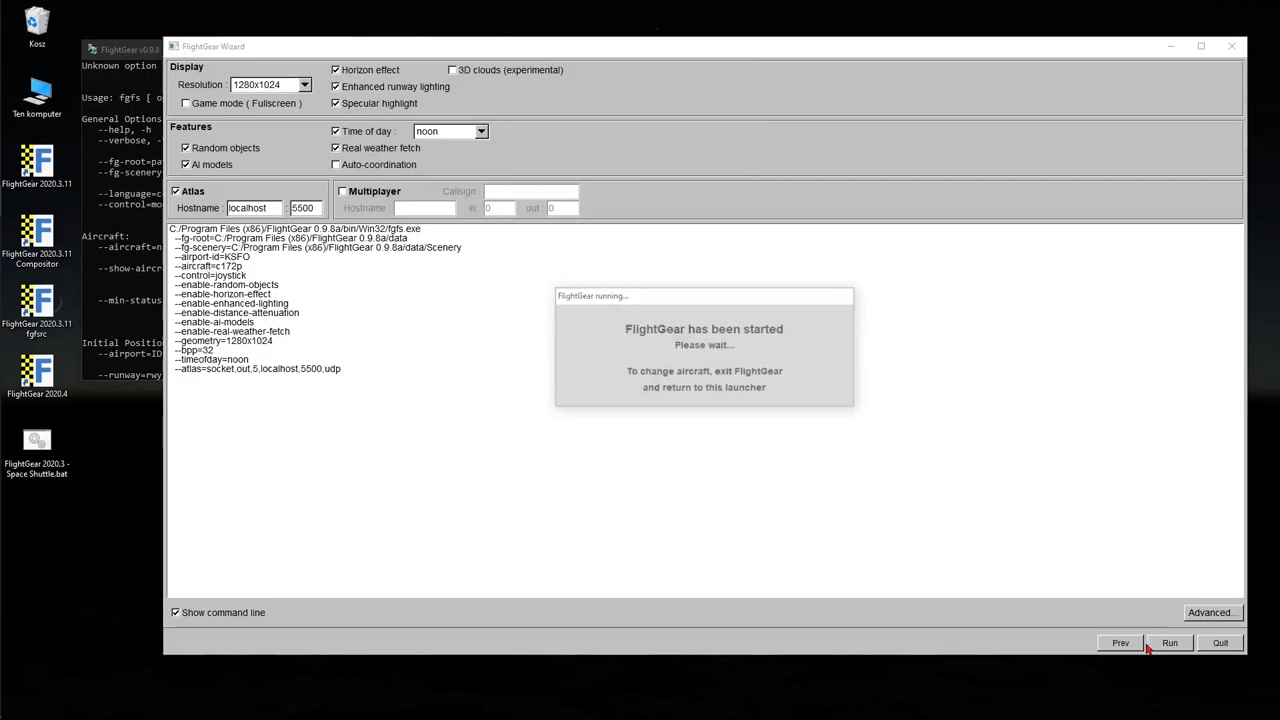 Kosz
Ten komputer
FlightGear 2020.3.11
FlightGear 2020.3.11
Compositor
FlightGear 2020.3.11
fgfsrc
FlightGear 2020.4
FlightGear 2020.3 -
Space Shuttle.bat
FlightGear v0.9.8
Unknown option
Usage: fgfs [ o
General Options
--help, -h
--verbose, -
--fg-root=pa
--fg-scenery
--language=c
--control=mo
Aircraft:
--aircraft=na
--show-aircr
--min-status
Initial Positio
--airport=ID
--runway=rwy
FlightGear Wizard
Display
Resolution : 1280x1024
Game mode ( Fullscreen )
Horizon effect
3D clouds (experimental)
Enhanced runway lighting
Specular highlight
Features
Random objects
AI models
Time of day : noon
Real weather fetch
Auto-coordination
Atlas
Hostname: localhost : 5500
Multiplayer Callsign
Hostname: in 0 out 0
C:/Program Files (x86)/FlightGear 0.9.8a/bin/Win32/fgfs.exe
--fg-root=C:/Program Files (x86)/FlightGear 0.9.8a/data
--fg-scenery=C:/Program Files (x86)/FlightGear 0.9.8a/data/Scenery
--airport-id=KSFO
--aircraft=c172p
--control=joystick
--enable-random-objects
--enable-horizon-effect
--enable-enhanced-lighting
--enable-distance-attenuation
--enable-ai-models
--enable-real-weather-fetch
--geometry=1280x1024
--bpp=32
--timeofday=noon
--atlas=socket,out,5,localhost,5500,udp
FlightGear running...
FlightGear has been started
Please wait...
To change aircraft, exit FlightGear
and return to this launcher
Show command line
Advanced...
Prev
Run
Quit